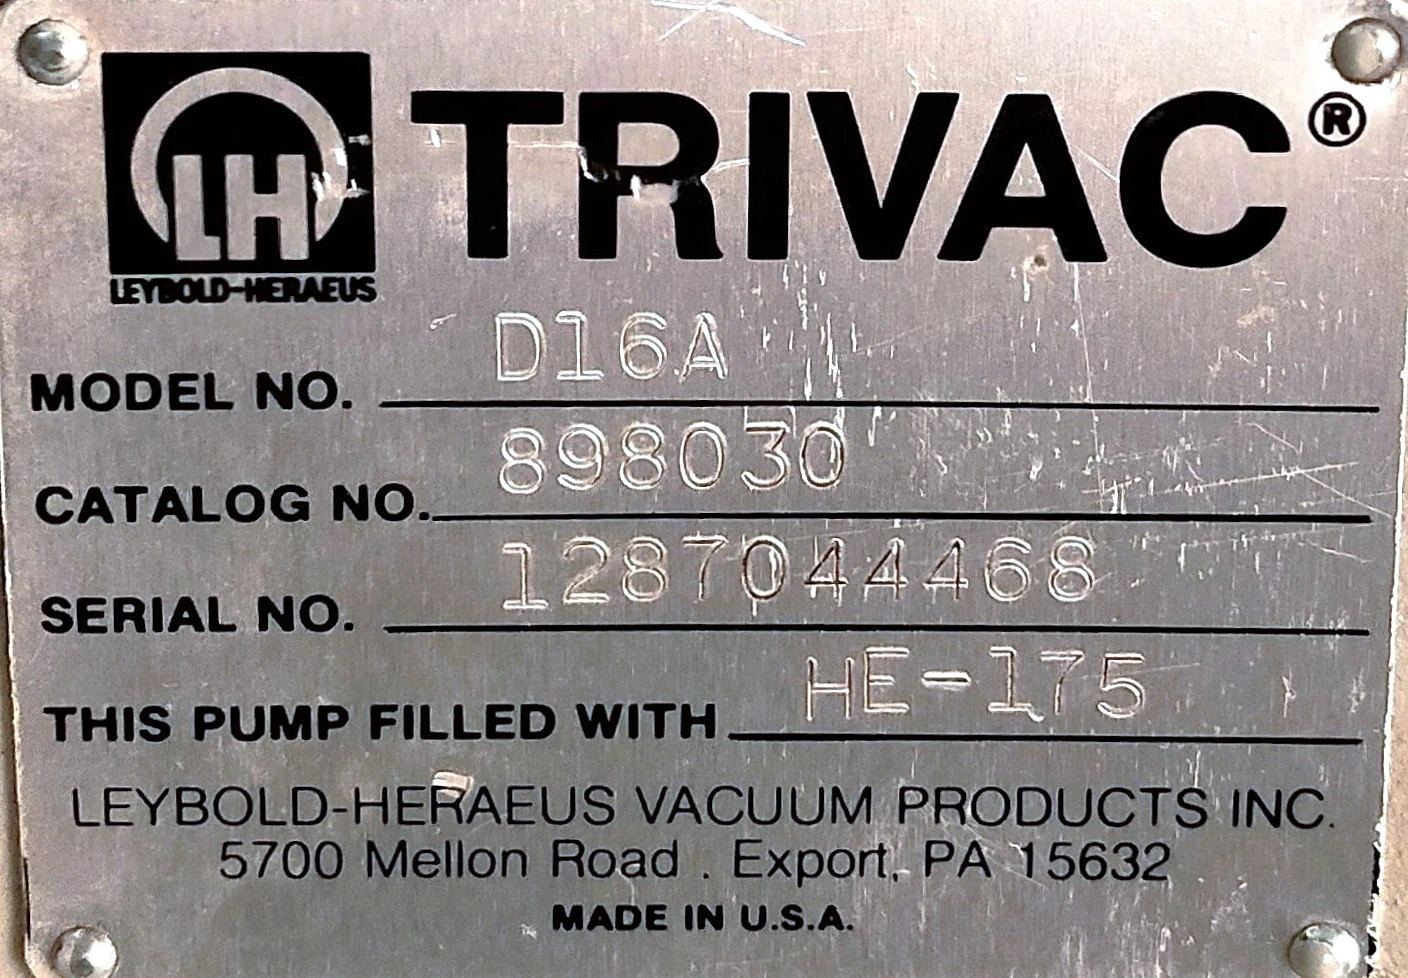 LH TRIVAC®
LEYBOLD-HERAEUS
MODEL NO. D16A
CATALOG NO. 898030
SERIAL NO. 1287044468
THIS PUMP FILLED WITH HE-175
LEYBOLD-HERAEUS VACUUM PRODUCTS INC.
5700 Mellon Road . Export, PA 15632
MADE IN U.S.A.